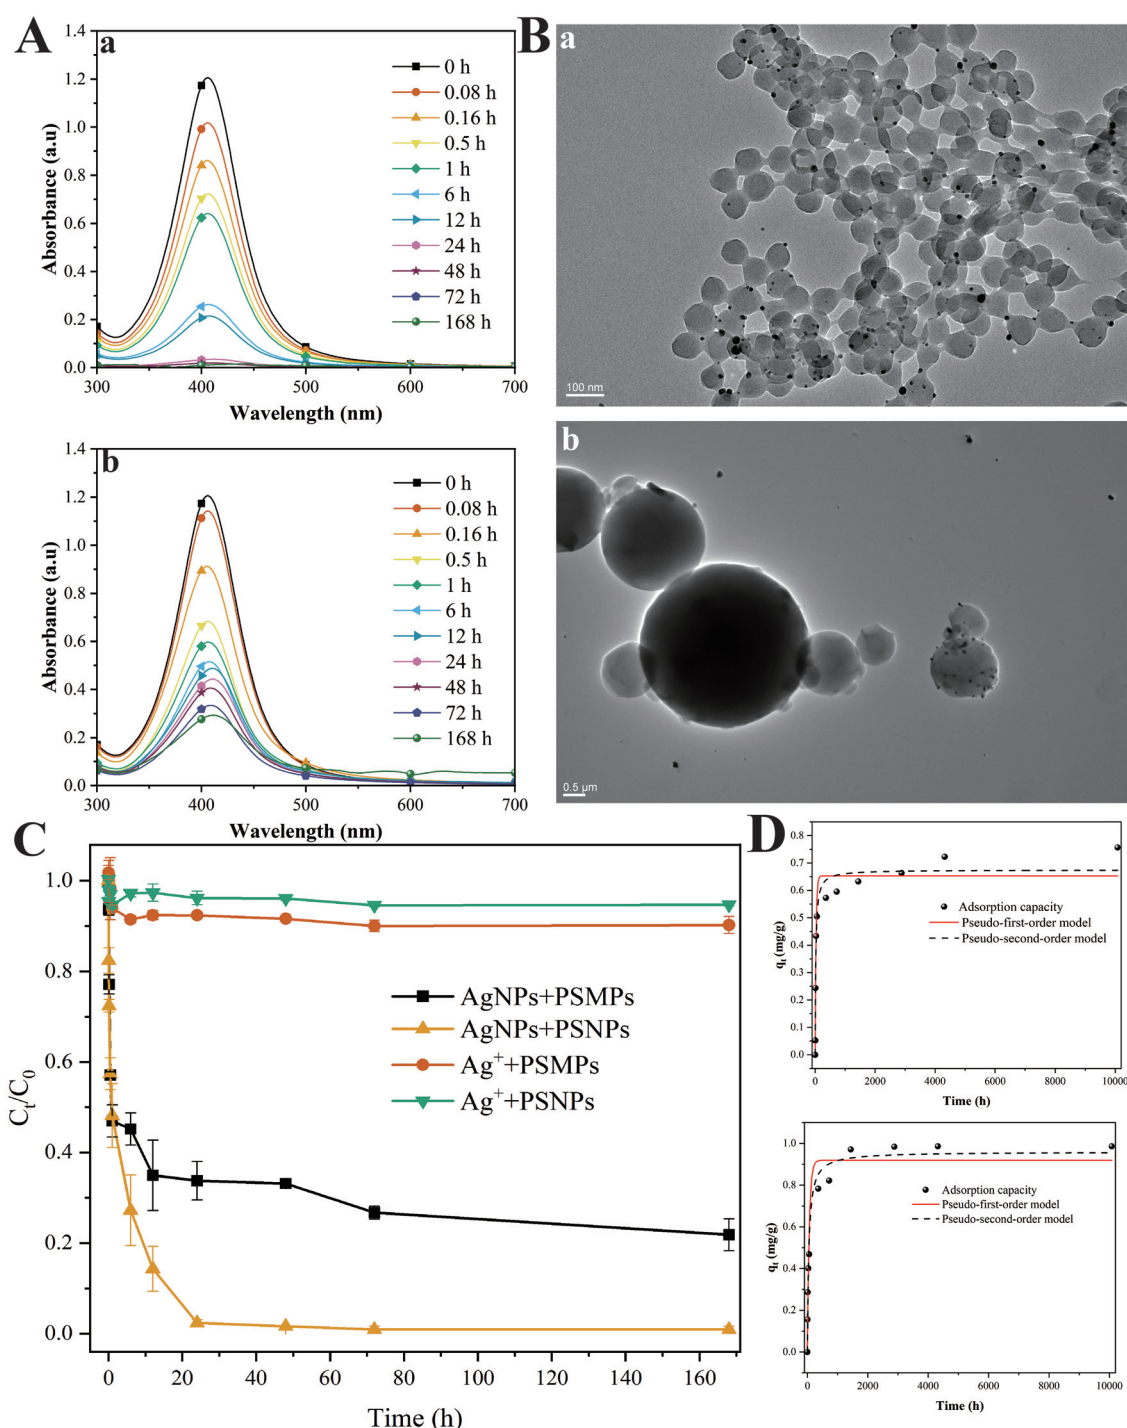 A
a
1.4
1.2
1.0
0.8
0.6
0.4
0.2
0.0
Absorbance (a.u)
300
400
500
600
700
Wavelength (nm)
0 h
0.08 h
0.16 h
0.5 h
1 h
6 h
12 h
24 h
48 h
72 h
168 h
b
1.4
1.2
1.0
0.8
0.6
0.4
0.2
0.0
Absorbance (a.u)
300
400
500
600
700
Wavelength (nm)
0 h
0.08 h
0.16 h
0.5 h
1 h
6 h
12 h
24 h
48 h
72 h
168 h
B
a
100 nm
b
0.5 µm
C
1.0
0.8
0.6
0.4
0.2
0.0
Cₜ/C₀
0
20
40
60
80
100
120
140
160
Time (h)
AgNPs+PSMPs
AgNPs+PSNPs
Ag⁺+PSMPs
Ag⁺+PSNPs
D
0.8
0.7
0.6
0.5
0.4
0.3
0.2
0.1
0.0
qₜ (mg/g)
0
2000
4000
6000
8000
10000
Time (h)
Adsorption capacity
Pseudo-first-order model
Pseudo-second-order model
1.0
0.8
0.6
0.4
0.2
0.0
qₜ (mg/g)
0
2000
4000
6000
8000
10000
Time (h)
Adsorption capacity
Pseudo-first-order model
Pseudo-second-order model